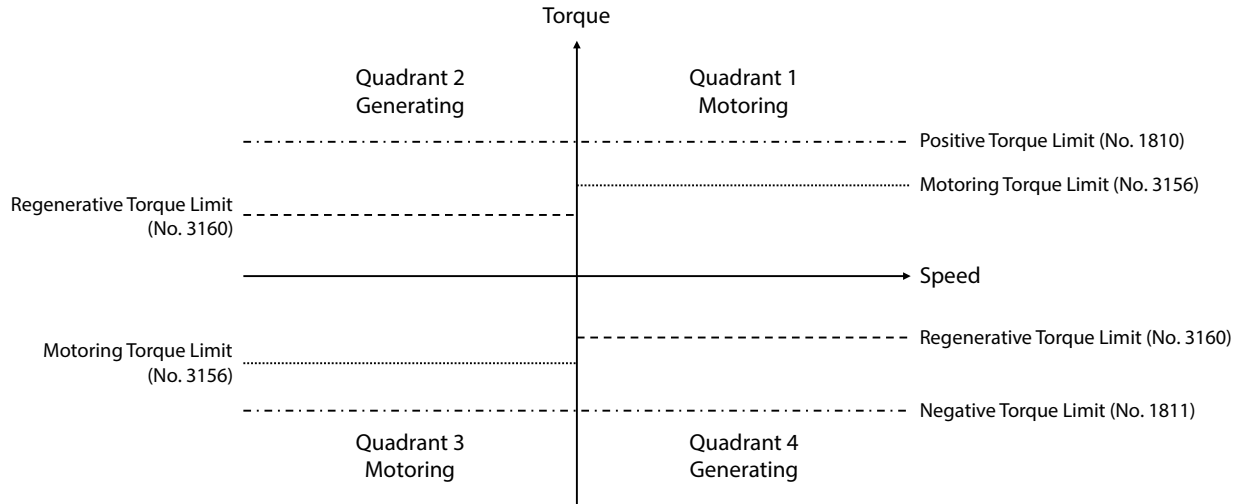 Torque
Quadrant 2
Generating
Quadrant 1
Motoring
Positive Torque Limit (No. 1810)
Motoring Torque Limit (No. 3156)
Regenerative Torque Limit
(No. 3160)
Speed
Regenerative Torque Limit (No. 3160)
Motoring Torque Limit
(No. 3156)
Negative Torque Limit (No. 1811)
Quadrant 3
Motoring
Quadrant 4
Generating